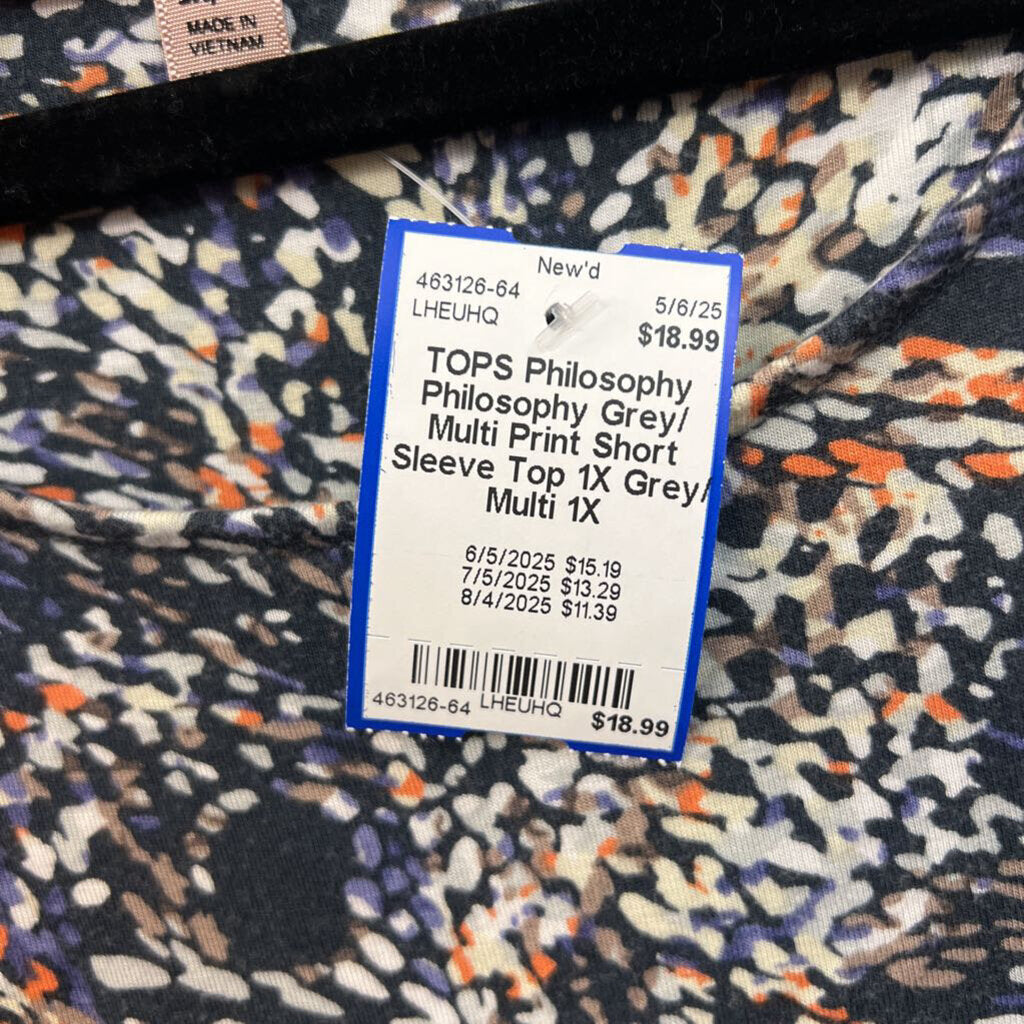 MADE IN
VIETNAM
New'd
463126-64
LHEUHQ
5/6/25
$18.99
TOPS Philosophy
Philosophy Grey/
Multi Print Short
Sleeve Top 1X Grey/
Multi 1X
6/5/2025 $15.19
7/5/2025 $13.29
8/4/2025 $11.39
463126-64 LHEUHQ $18.99